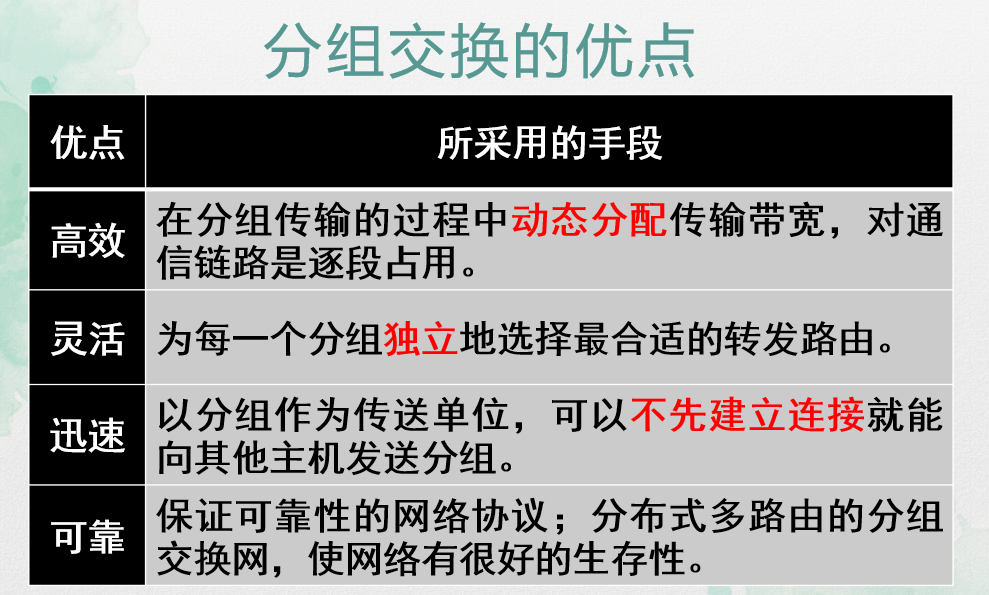 分组交换的优点
优点
所采用的手段
高效
在分组传输的过程中动态分配传输带宽，对通
信链路是逐段占用。
灵活
为每一个分组独立地选择最合适的转发路由。
迅速
以分组作为传送单位，可以不先建立连接就能
向其他主机发送分组。
可靠
保证可靠性的网络协议；分布式多路由的分组
交换网，使网络有很好的生存性。